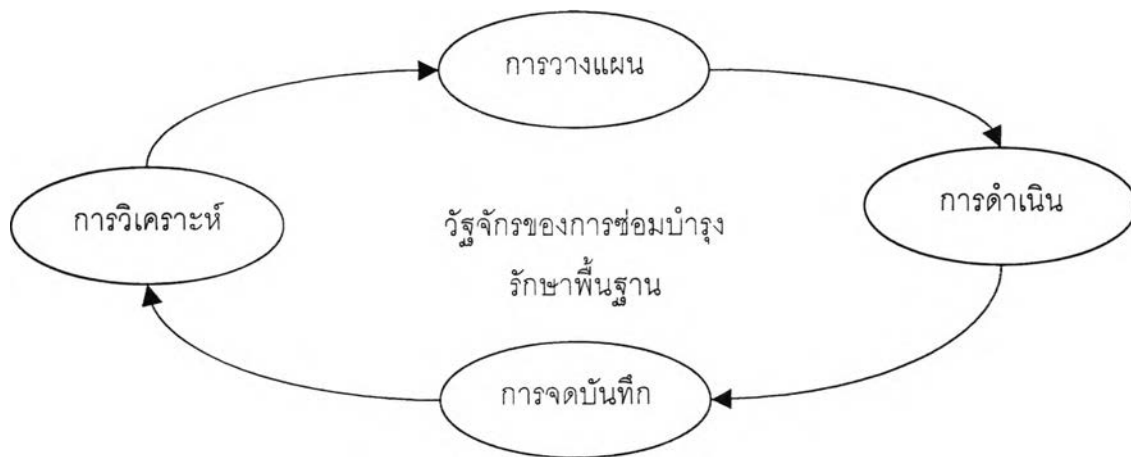 การวางแผน
การดำเนิน
การวิเคราะห์
วัฐจักรของการซ่อมบำรุง
รักษาพื้นฐาน
การจดบันทึก